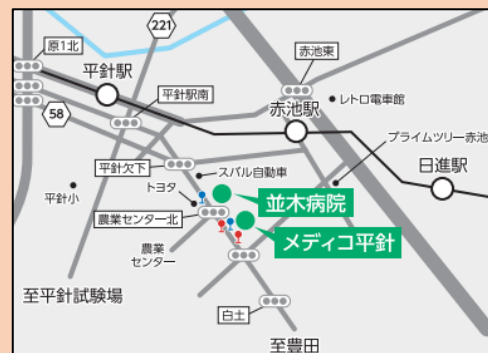 221
原1北
赤池東
平針駅
レトロ電車館
58
平針駅南
赤池駅
プライムツリー赤池
日進駅
平針欠下
スバル自動車
トヨタ
平針小
並木病院
農業センター北
メディコ平針
農業
センター
至平針試験場
白土
至豊田